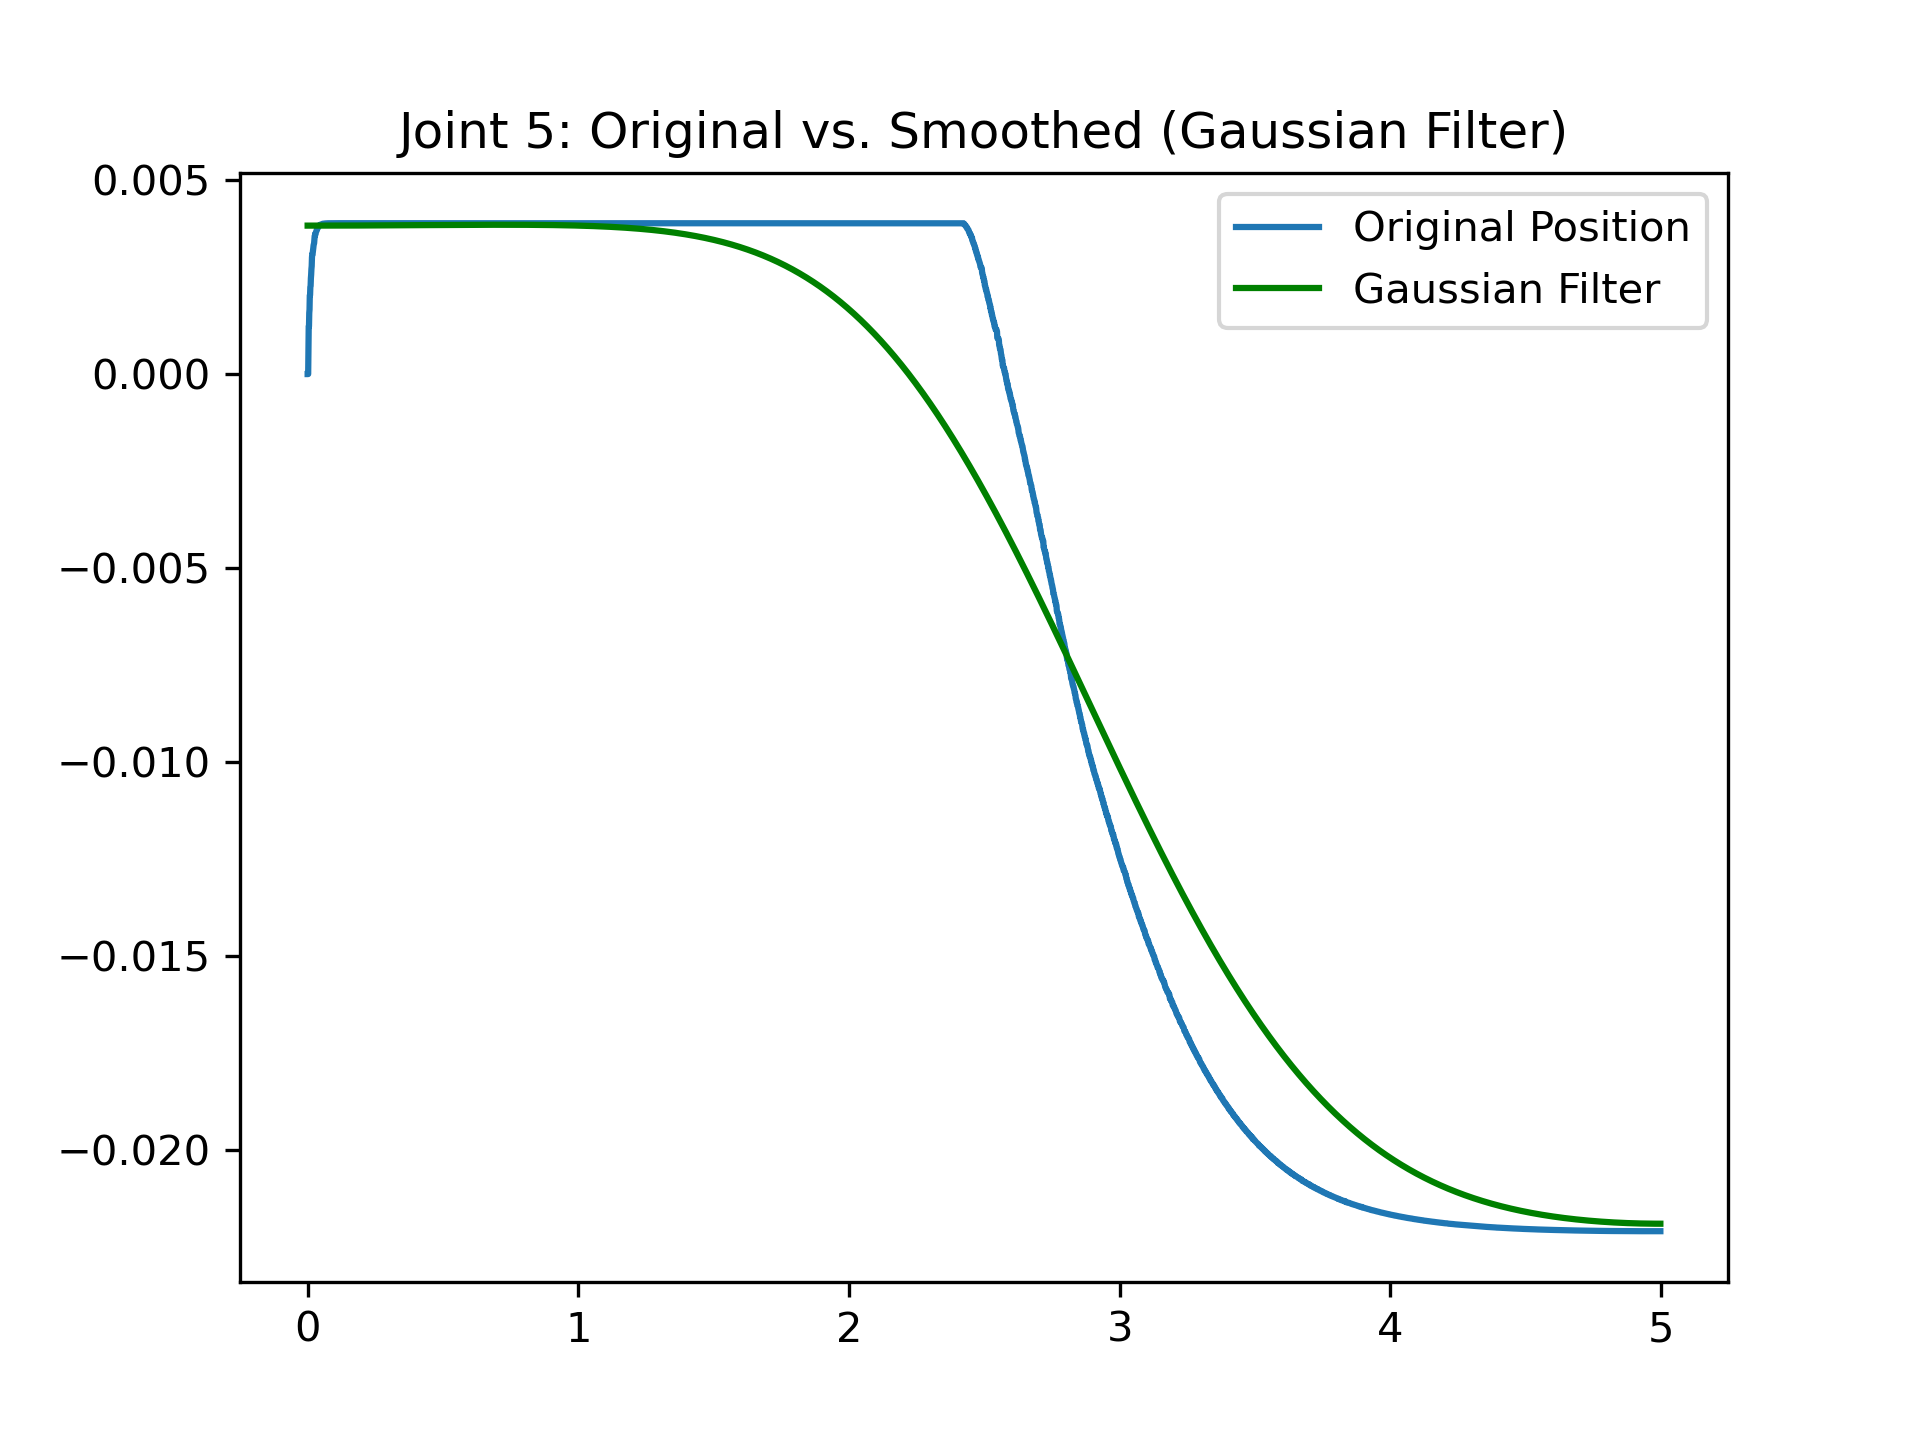 Joint 5: Original vs. Smoothed (Gaussian Filter)
Original Position
Gaussian Filter
0.005
0.000
−0.005
−0.010
−0.015
−0.020
0 1 2 3 4 5